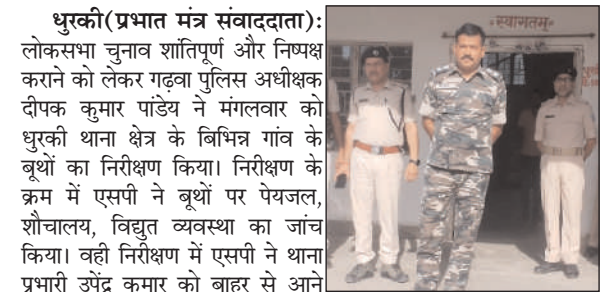 धुरकी(प्रभात मंत्र संवाददाता):
लोकसभा चुनाव शांतिपूर्ण और निष्पक्ष
कराने को लेकर गढ़वा पुलिस अधीक्षक
दीपक कुमार पांडेय ने मंगलवार को
धुरकी थाना क्षेत्र के बिभिन्न गांव के
बूथों का निरीक्षण किया। निरीक्षण के
क्रम में एसपी ने बूथों पर पेयजल,
शौचालय, विद्युत व्यवस्था का जांच
किया। वही निरीक्षण में एसपी ने थाना
प्रभारी उपेंद्र कुमार को बाहर से आने
स्वागतम्